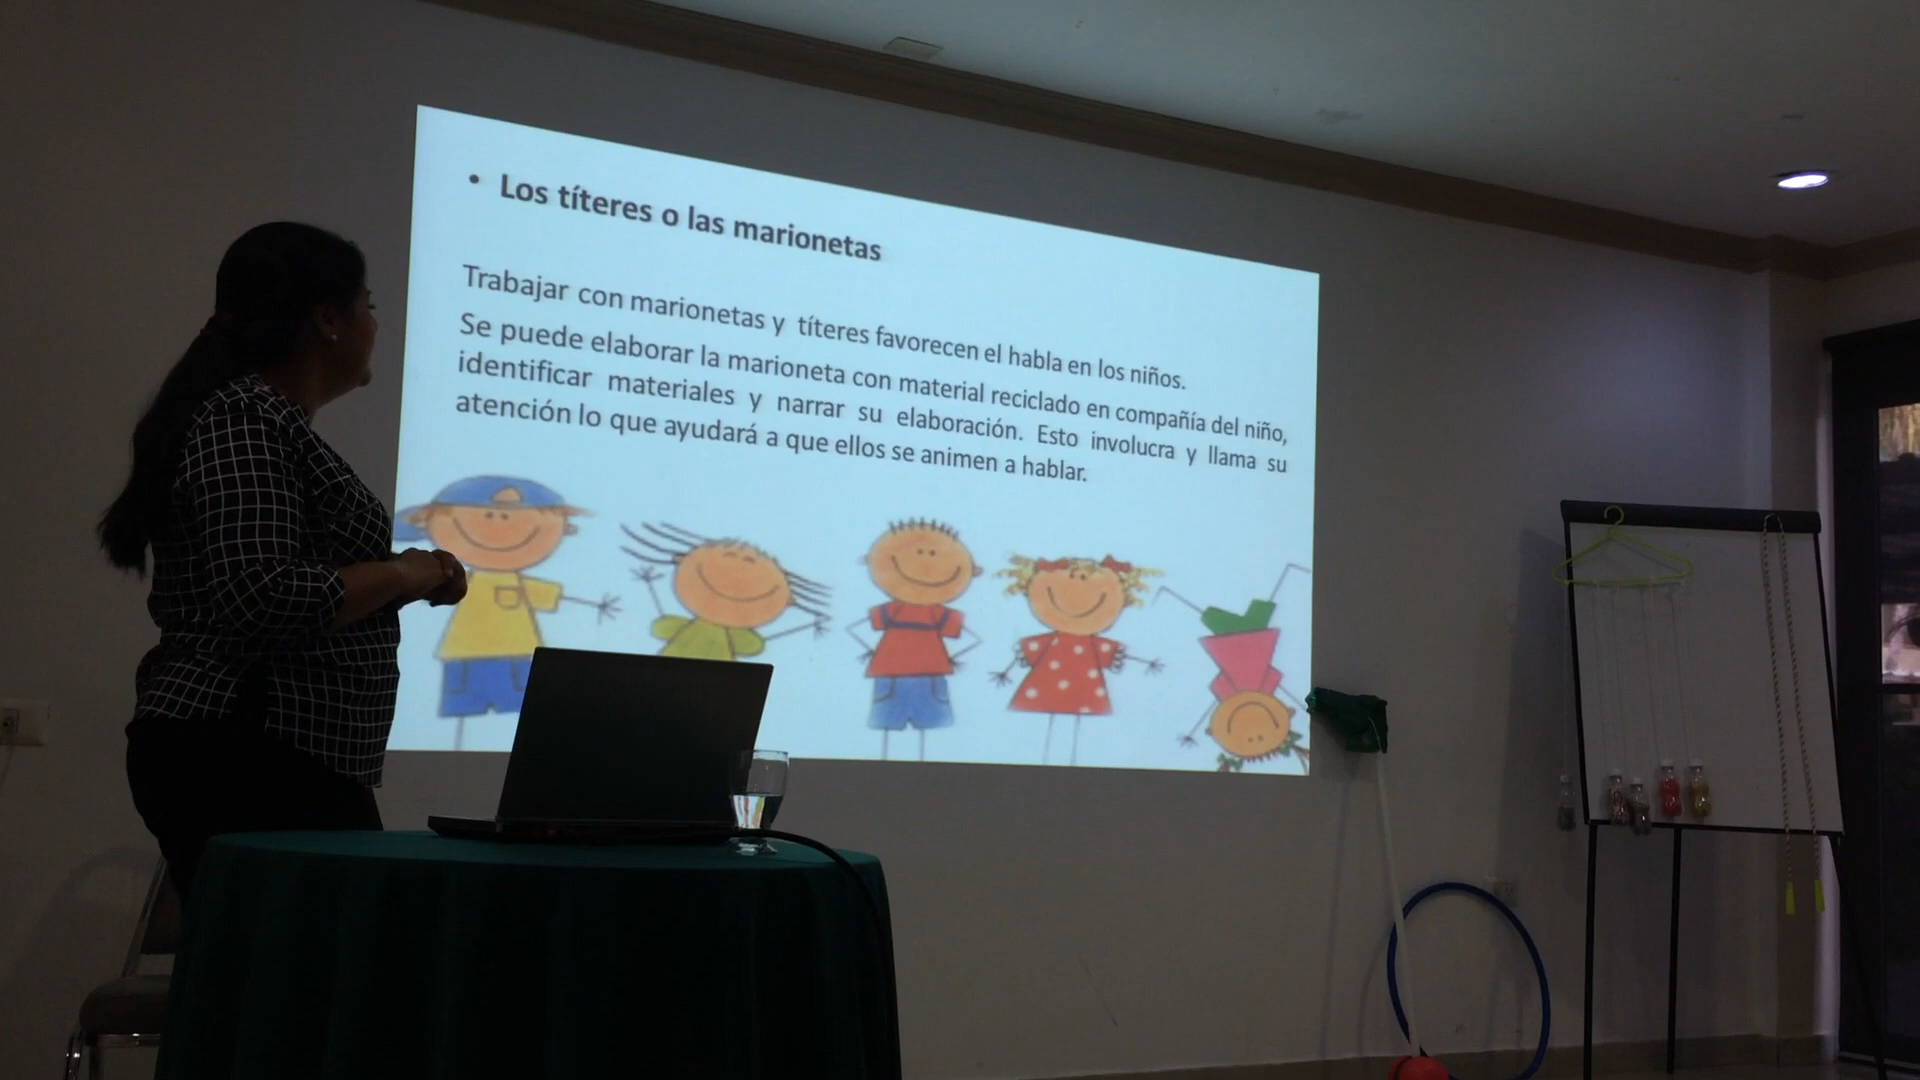 • Los títeres o las marionetas
Trabajar con marionetas y títeres favorecen el habla en los niños.
Se puede elaborar la marioneta con material reciclado en compañía del niño,
identificar materiales y narrar su elaboración. Esto involucra y llama su
atención lo que ayudará a que ellos se animen a hablar.